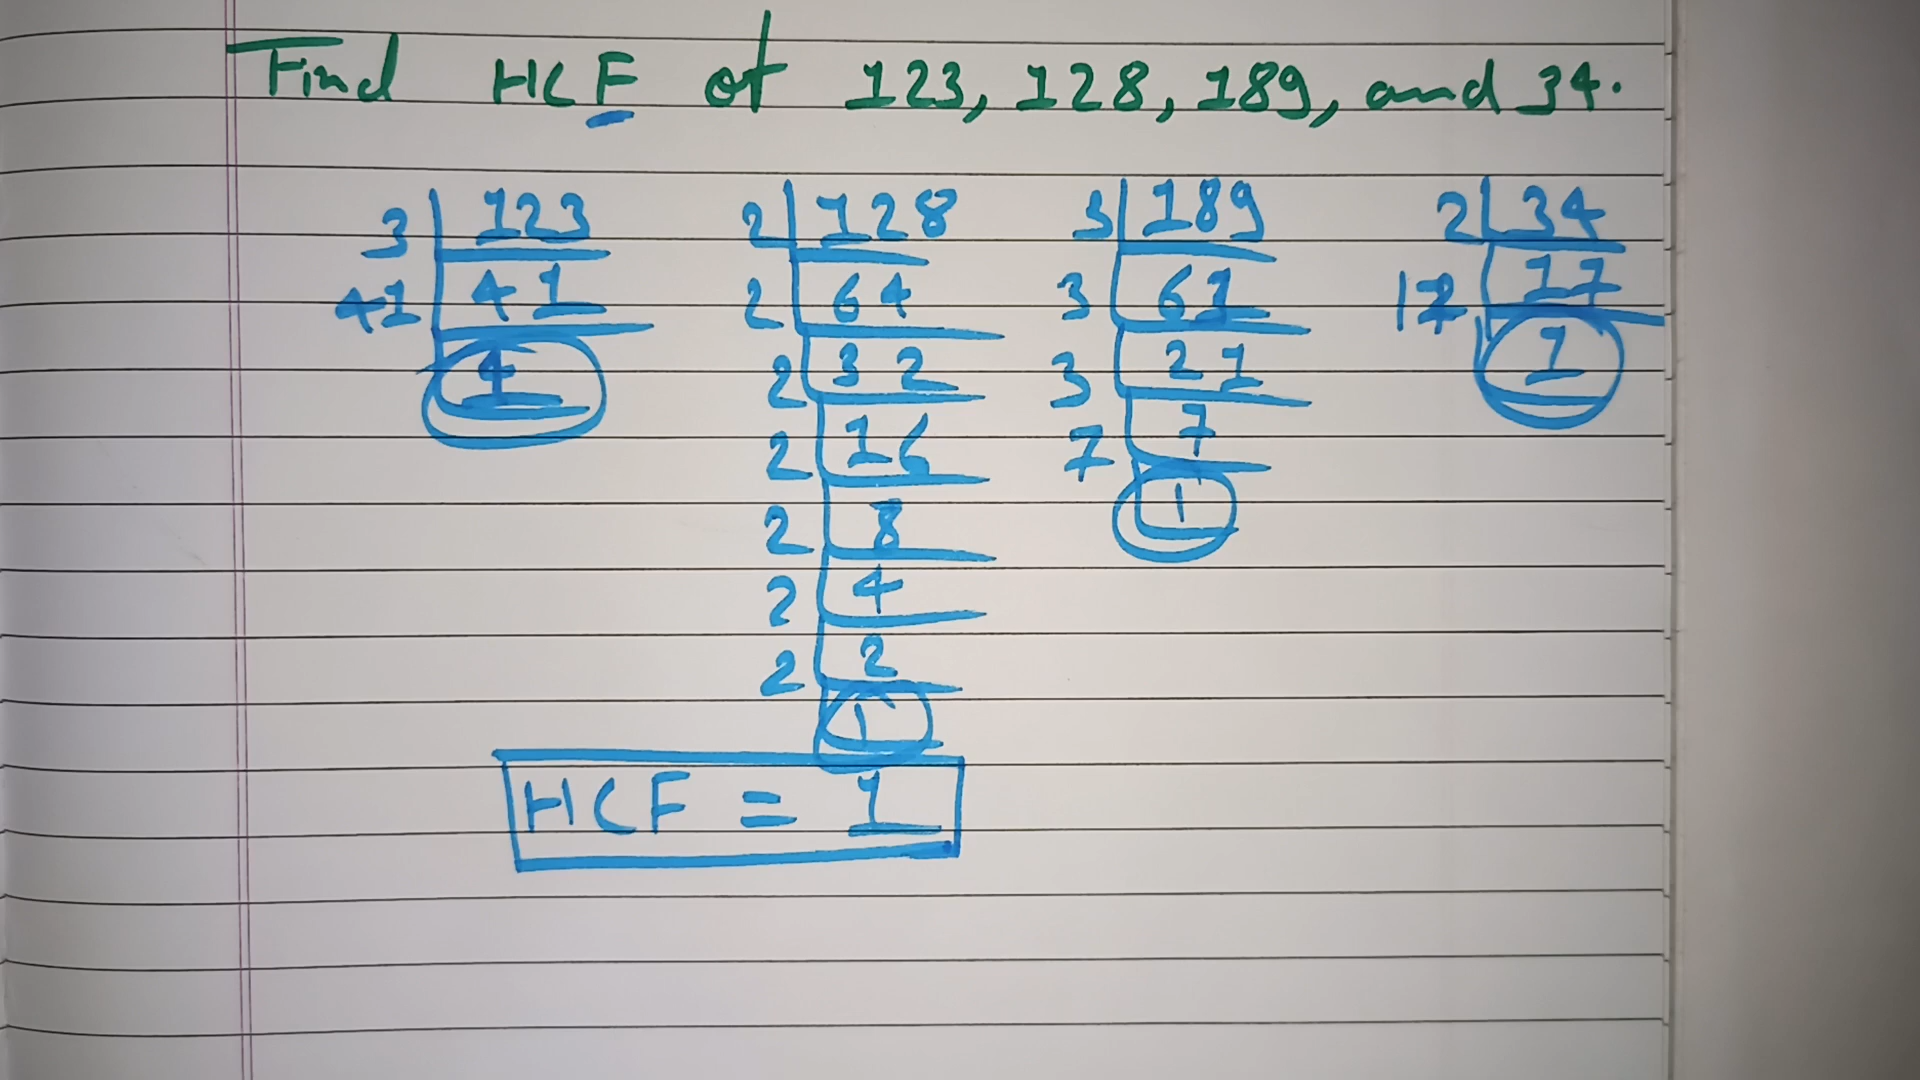 Find HCF of 123, 128, 189, and 34.
3 | 123 2 | 128 3 | 189 2 | 34
41 | 41 2 | 64 3 | 61 17 | 17
4 2 | 32 3 | 21 1
2 | 16 7 | 7
2 | 8 1
2 | 4
2 | 2
1
HCF = 1